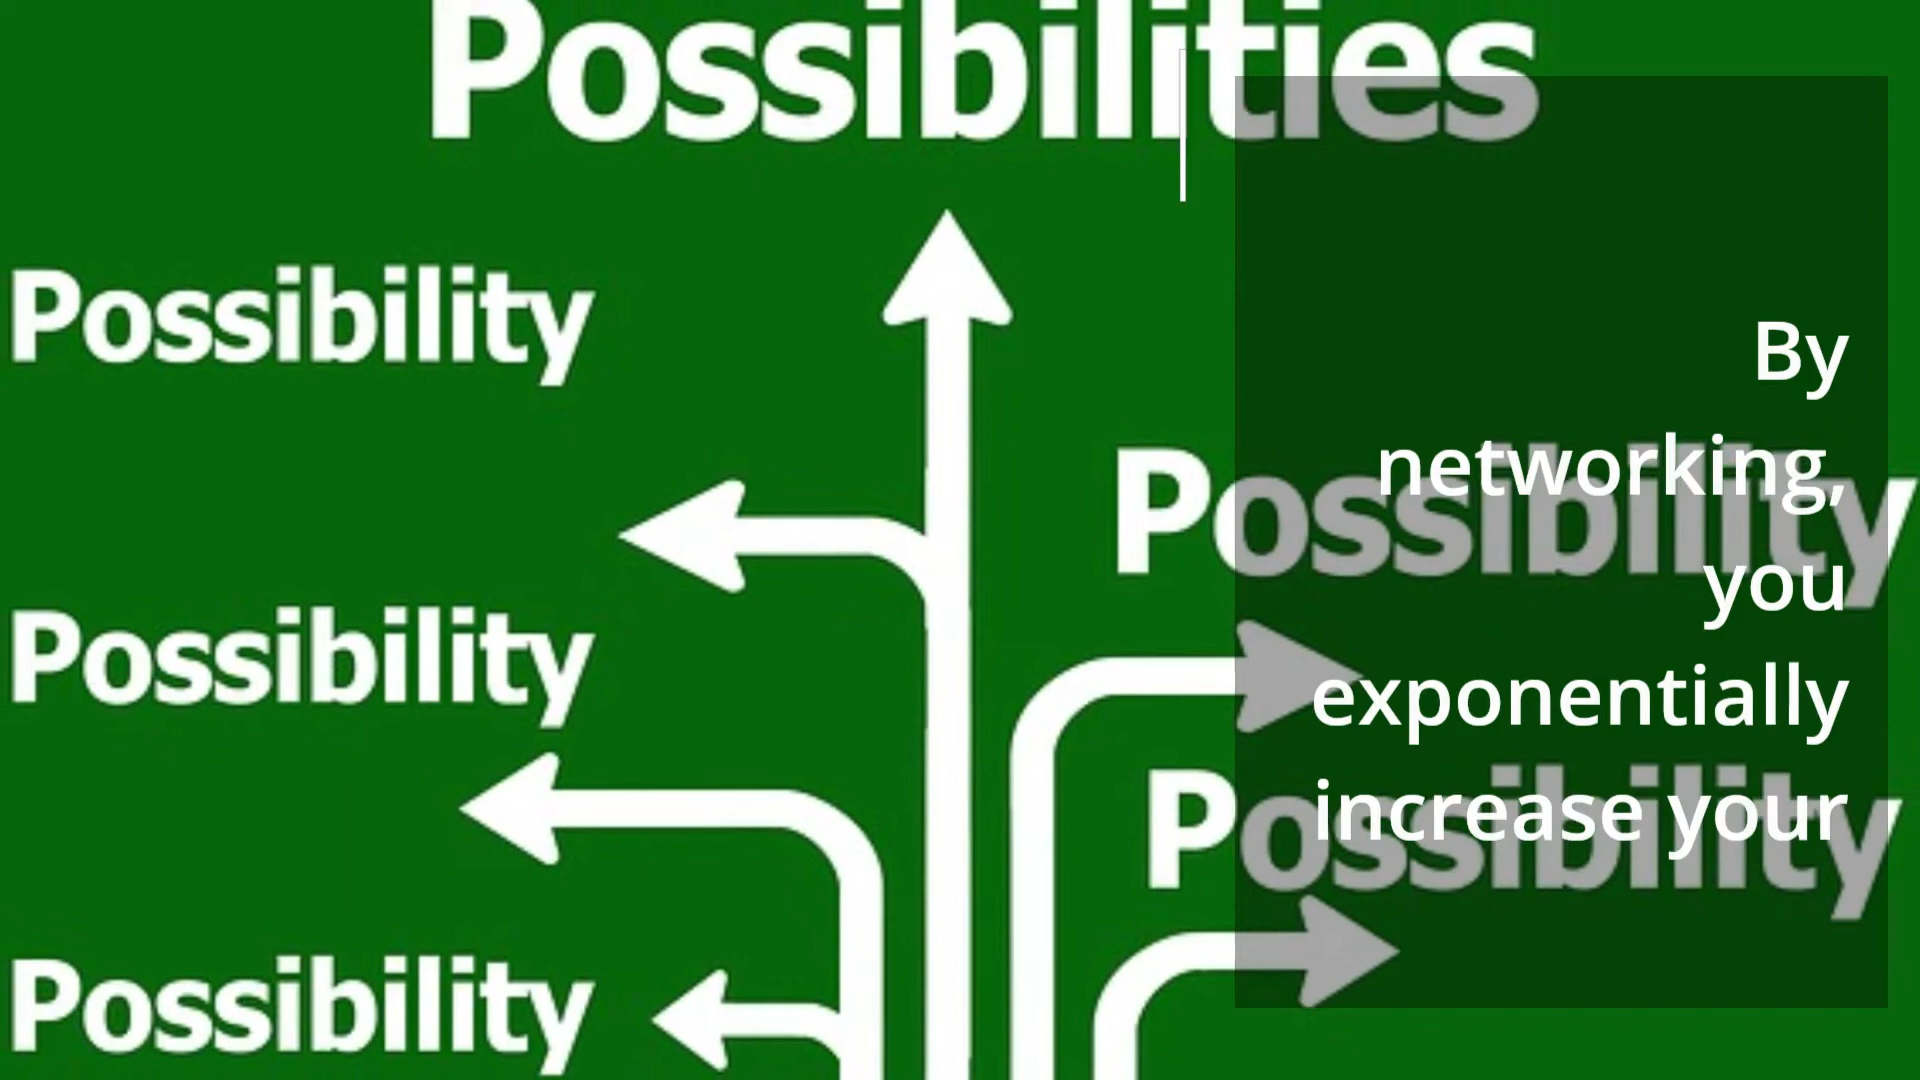 Possibilities
Possibility
Possibility
Possibility
Possibility
Possibility
By
networking,
you
exponentially
increase your